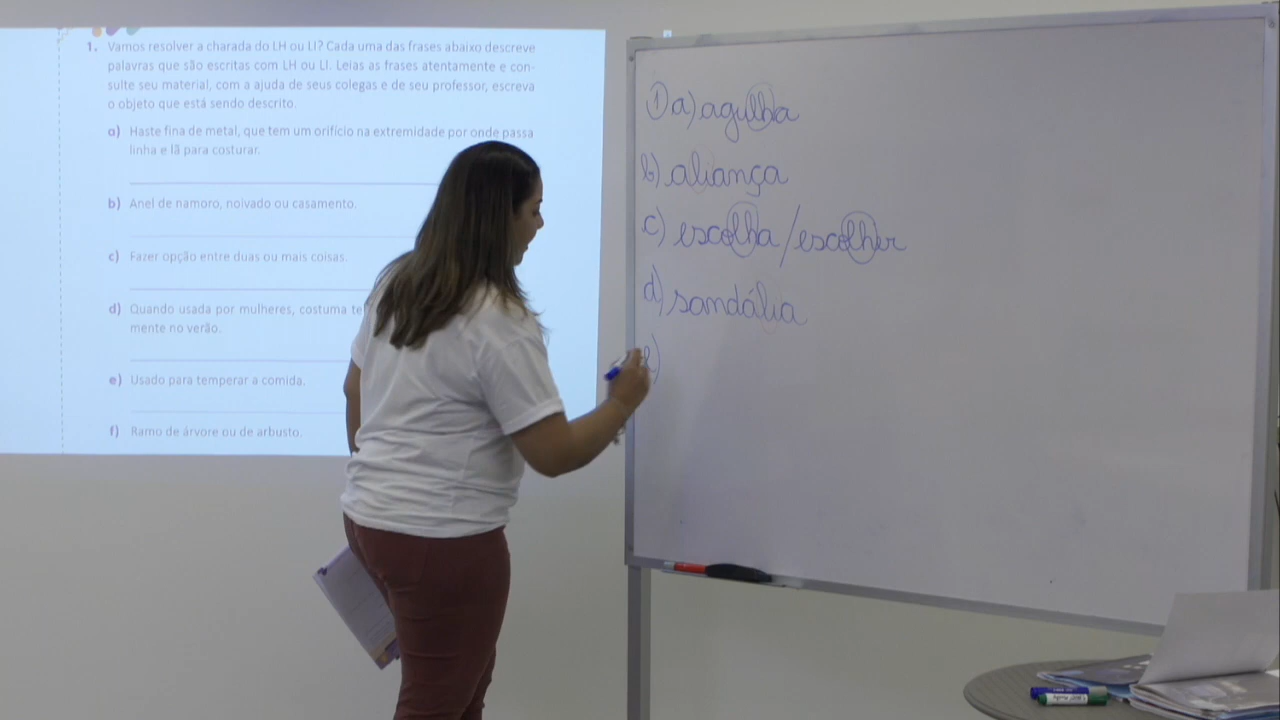 1. Vamos resolver a charada do LH ou LI? Cada uma das frases abaixo descreve
palavras que são escritas com LH ou LI. Leias as frases atentamente e con-
sulte seu material, com a ajuda de seus colegas e de seu professor, escreva
o objeto que está sendo descrito.
a) Haste fina de metal, que tem um orifício na extremidade por onde passa
linha e lã para costurar.
b) Anel de namoro, noivado ou casamento.
c) Fazer opção entre duas ou mais coisas.
d) Quando usada por mulheres, costuma
mente no verão.
e) Usado para temperar a comida.
f) Ramo de árvore ou de arbusto.
1) a) agulha
b) aliança
c) escolha / escolher
d) sandália
e)